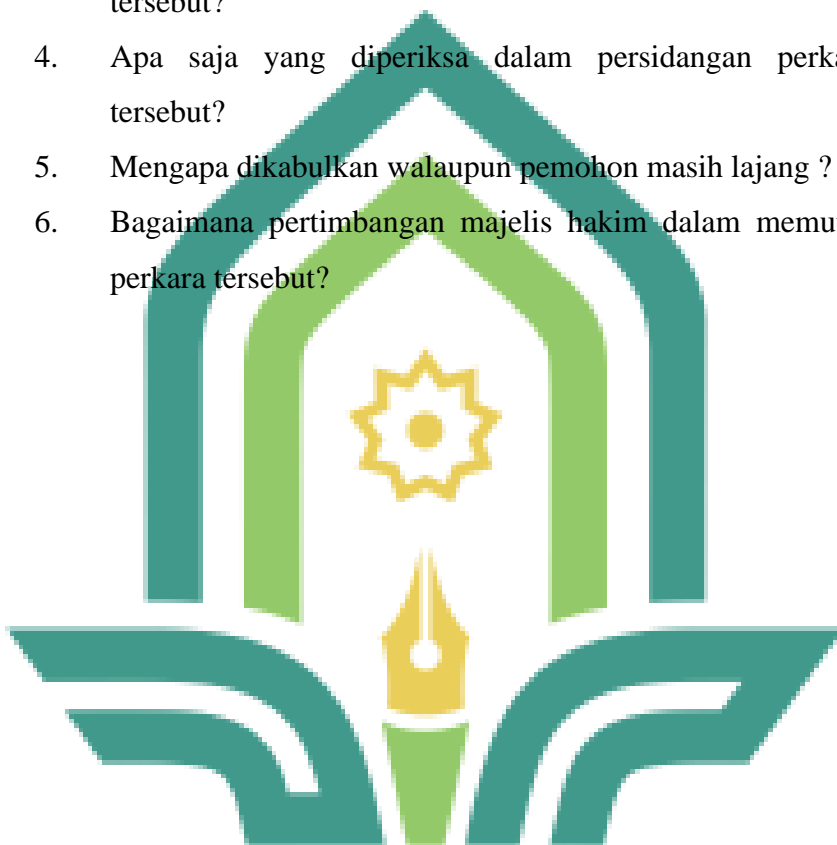 tersebut?
4. Apa saja yang diperiksa dalam persidangan
tersebut?
5. Mengapa dikabulkan walaupun pemohon masih lajang ?
6. Bagaimana pertimbangan majelis hakim dalam
perkara tersebut?